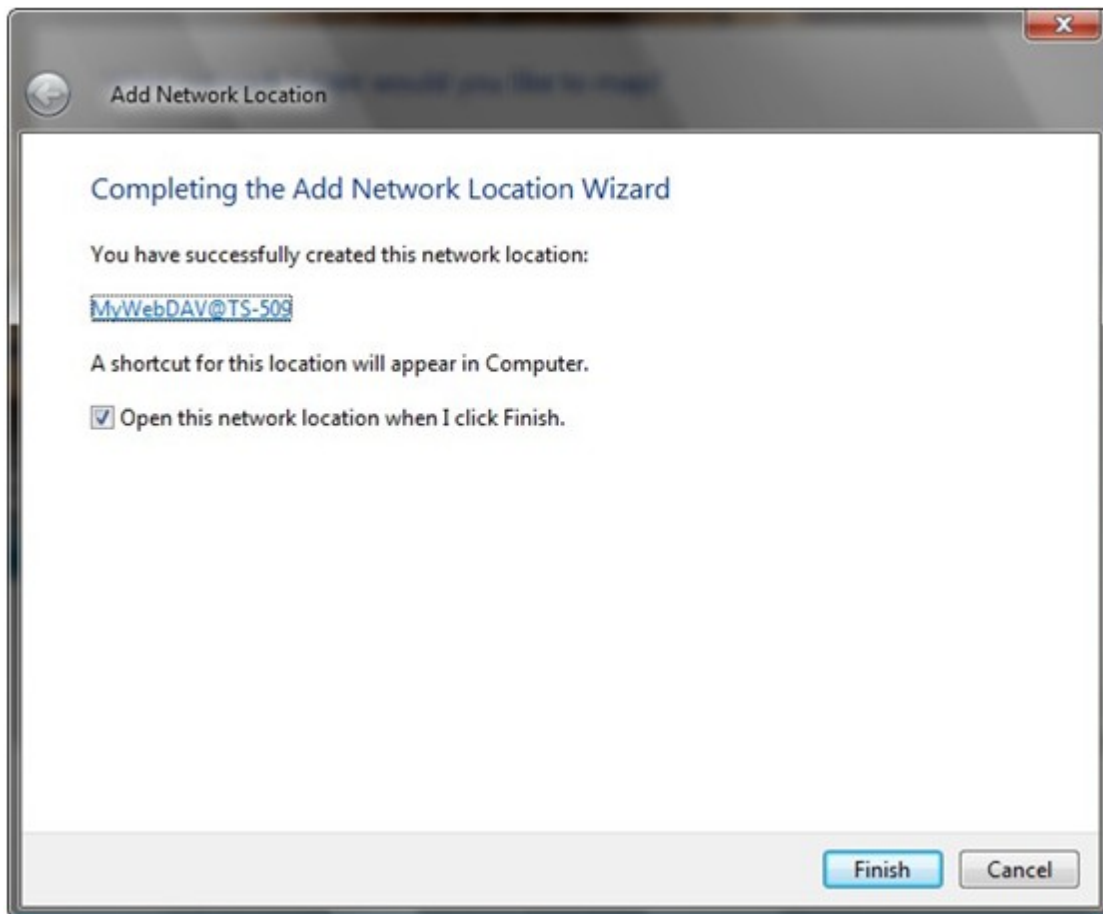 Add Network Location
Completing the Add Network Location Wizard
You have successfully created this network location:
MyWebDAV@TS-509
A shortcut for this location will appear in Computer.
Open this network location when I click Finish.
Finish
Cancel